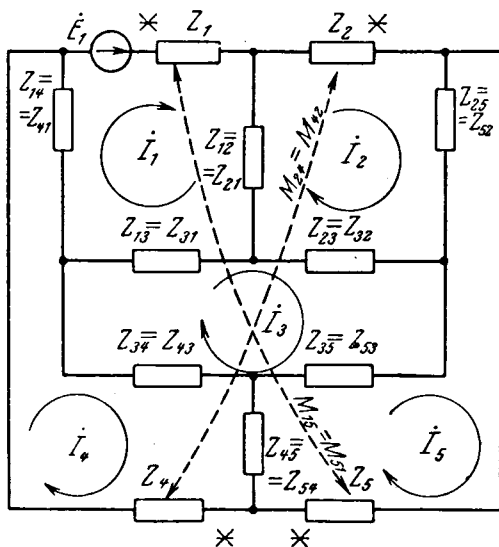 Ė₁ * Z₁ Z₂ *
Z₁₄=
=Z₄₁
Z₁₂=
=Z₂₁
Z₂₅=
=Z₅₂
M₂₄ = M₄₂
İ₁
İ₂
Z₁₃ = Z₃₁
Z₂₃ = Z₃₂
İ₃
Z₃₄ = Z₄₃
Z₃₅ = Z₅₃
M₁₅ = M₅₁
İ₄
İ₅
Z₄₅=
=Z₅₄
Z₄
Z₅
* *